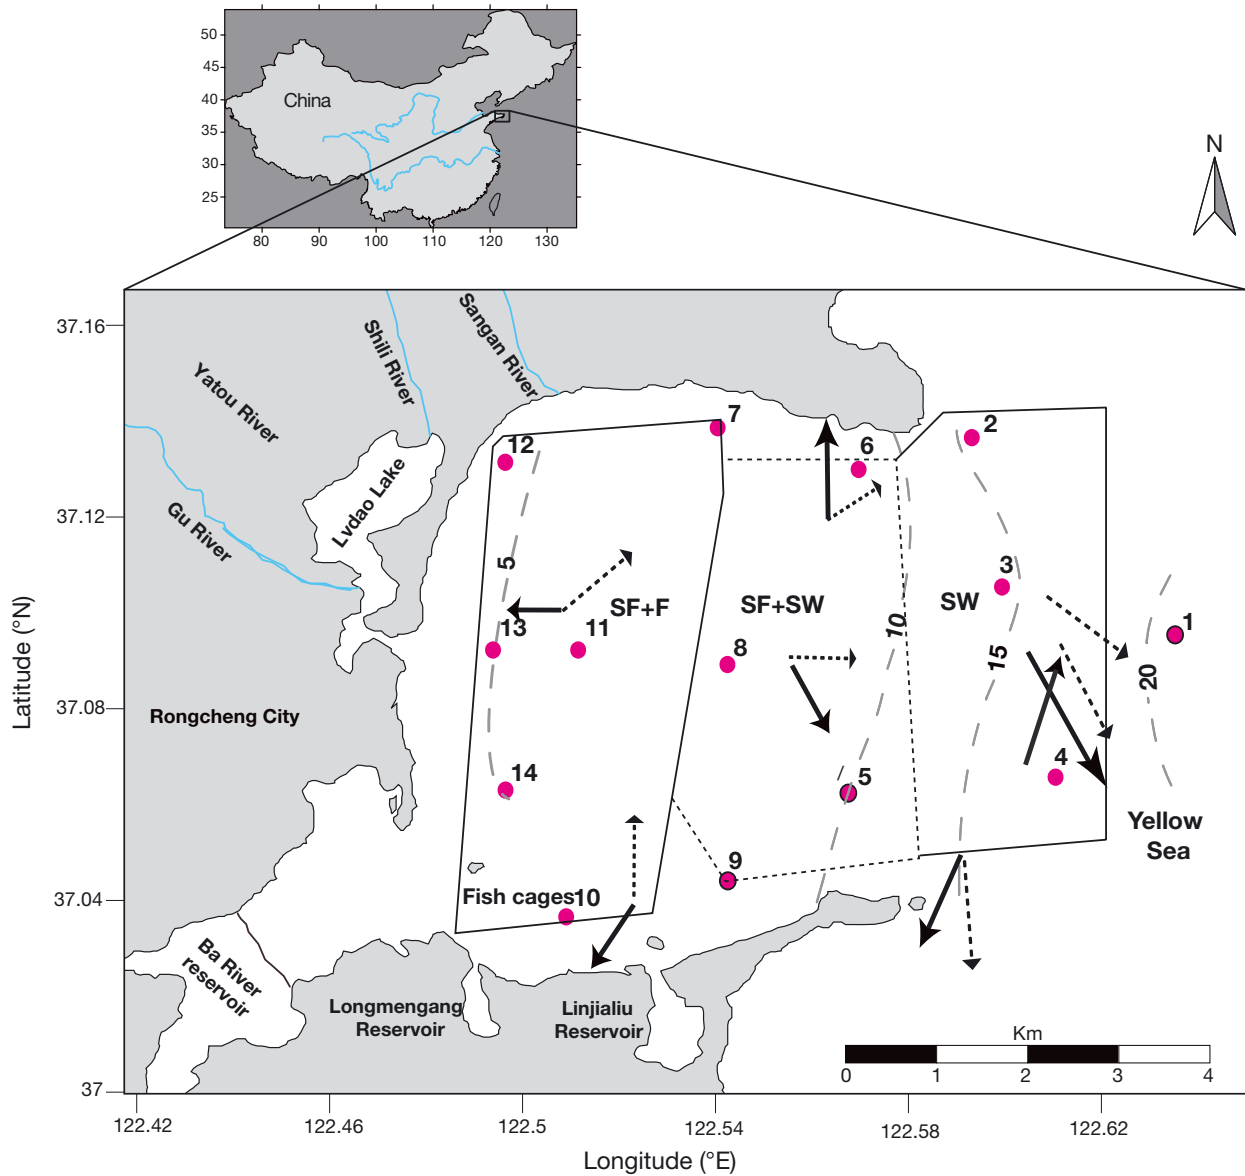 50
45
40
35
30
25
China
80
90
100
110
120
130
N
37.16
37.12
37.08
37.04
37
Latitude (°N)
Sangan River
Shili River
Yatou River
Gu River
Lvdao Lake
Rongcheng City
7
2
6
12
5
3
SF+F
SF+SW
SW
10
1
13
11
8
15
20
14
5
4
Yellow
Sea
9
Fish cages
10
Ba River
reservoir
Longmengang
Reservoir
Linjialiu
Reservoir
Km
0
1
2
3
4
122.42
122.46
122.5
122.54
122.58
122.62
Longitude (°E)